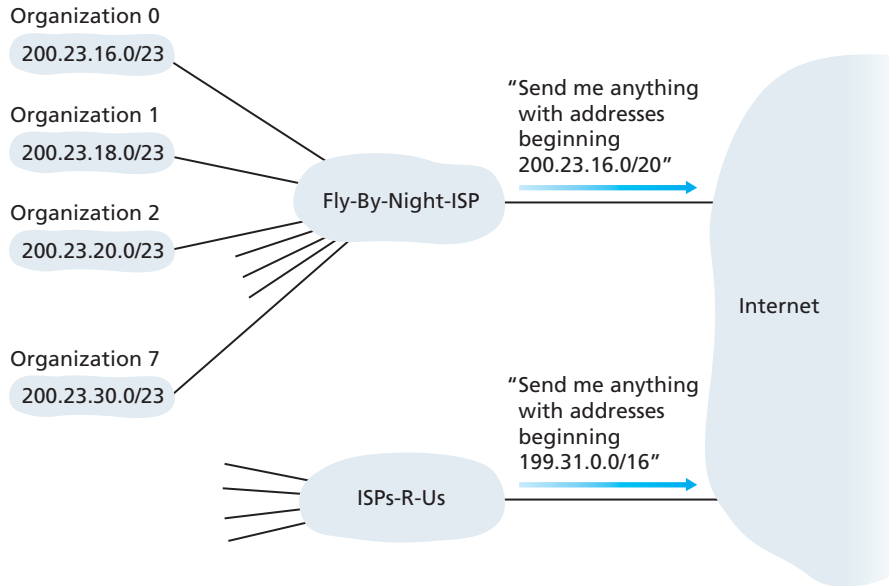 Organization 0
200.23.16.0/23
Organization 1
200.23.18.0/23
Organization 2
200.23.20.0/23
Organization 7
200.23.30.0/23
Fly-By-Night-ISP
“Send me anything
with addresses
beginning
200.23.16.0/20”
ISPs-R-Us
“Send me anything
with addresses
beginning
199.31.0.0/16”
Internet